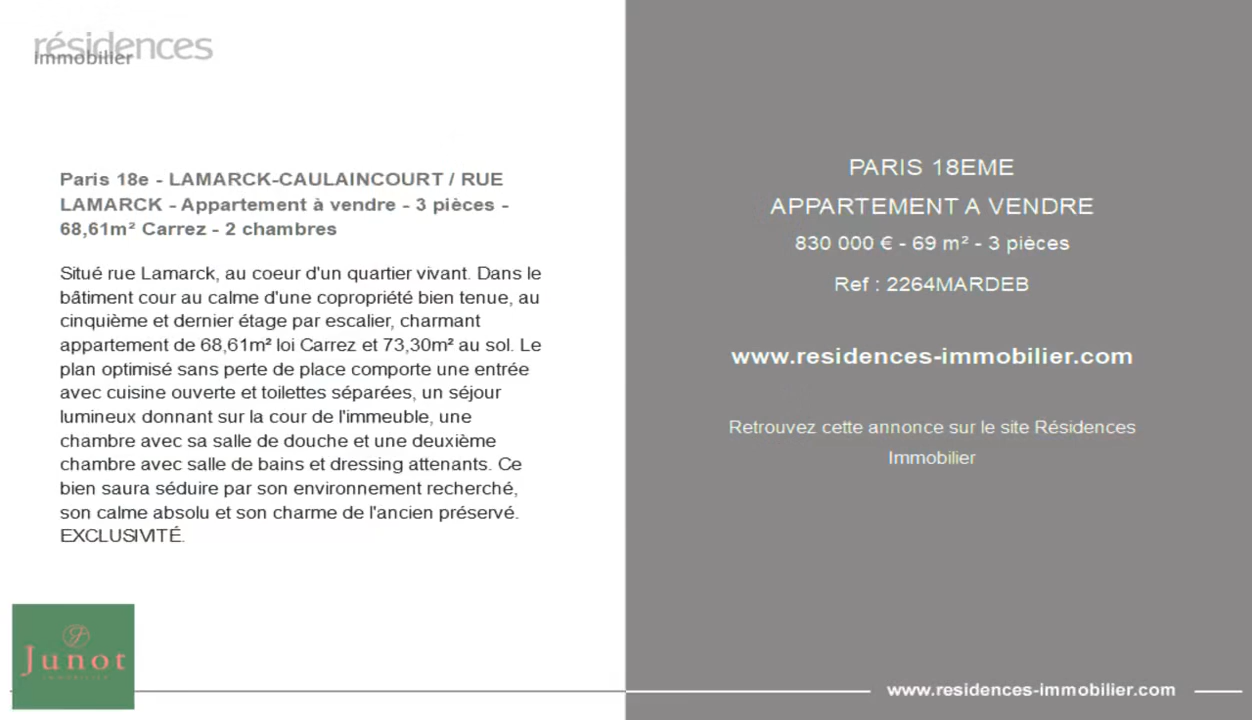 résidences
immobilier
Paris 18e - LAMARCK-CAULAINCOURT / RUE
LAMARCK - Appartement à vendre - 3 pièces -
68,61m² Carrez - 2 chambres
Situé rue Lamarck, au coeur d'un quartier vivant. Dans le
bâtiment cour au calme d'une copropriété bien tenue, au
cinquième et dernier étage par escalier, charmant
appartement de 68,61m² loi Carrez et 73,30m² au sol. Le
plan optimisé sans perte de place comporte une entrée
avec cuisine ouverte et toilettes séparées, un séjour
lumineux donnant sur la cour de l'immeuble, une
chambre avec sa salle de douche et une deuxième
chambre avec salle de bains et dressing attenants. Ce
bien saura séduire par son environnement recherché,
son calme absolu et son charme de l'ancien préservé.
EXCLUSIVITÉ.
Junot
PARIS 18EME
APPARTEMENT A VENDRE
830 000 € - 69 m² - 3 pièces
Ref : 2264MARDEB
www.residences-immobilier.com
Retrouvez cette annonce sur le site Résidences
Immobilier
www.residences-immobilier.com